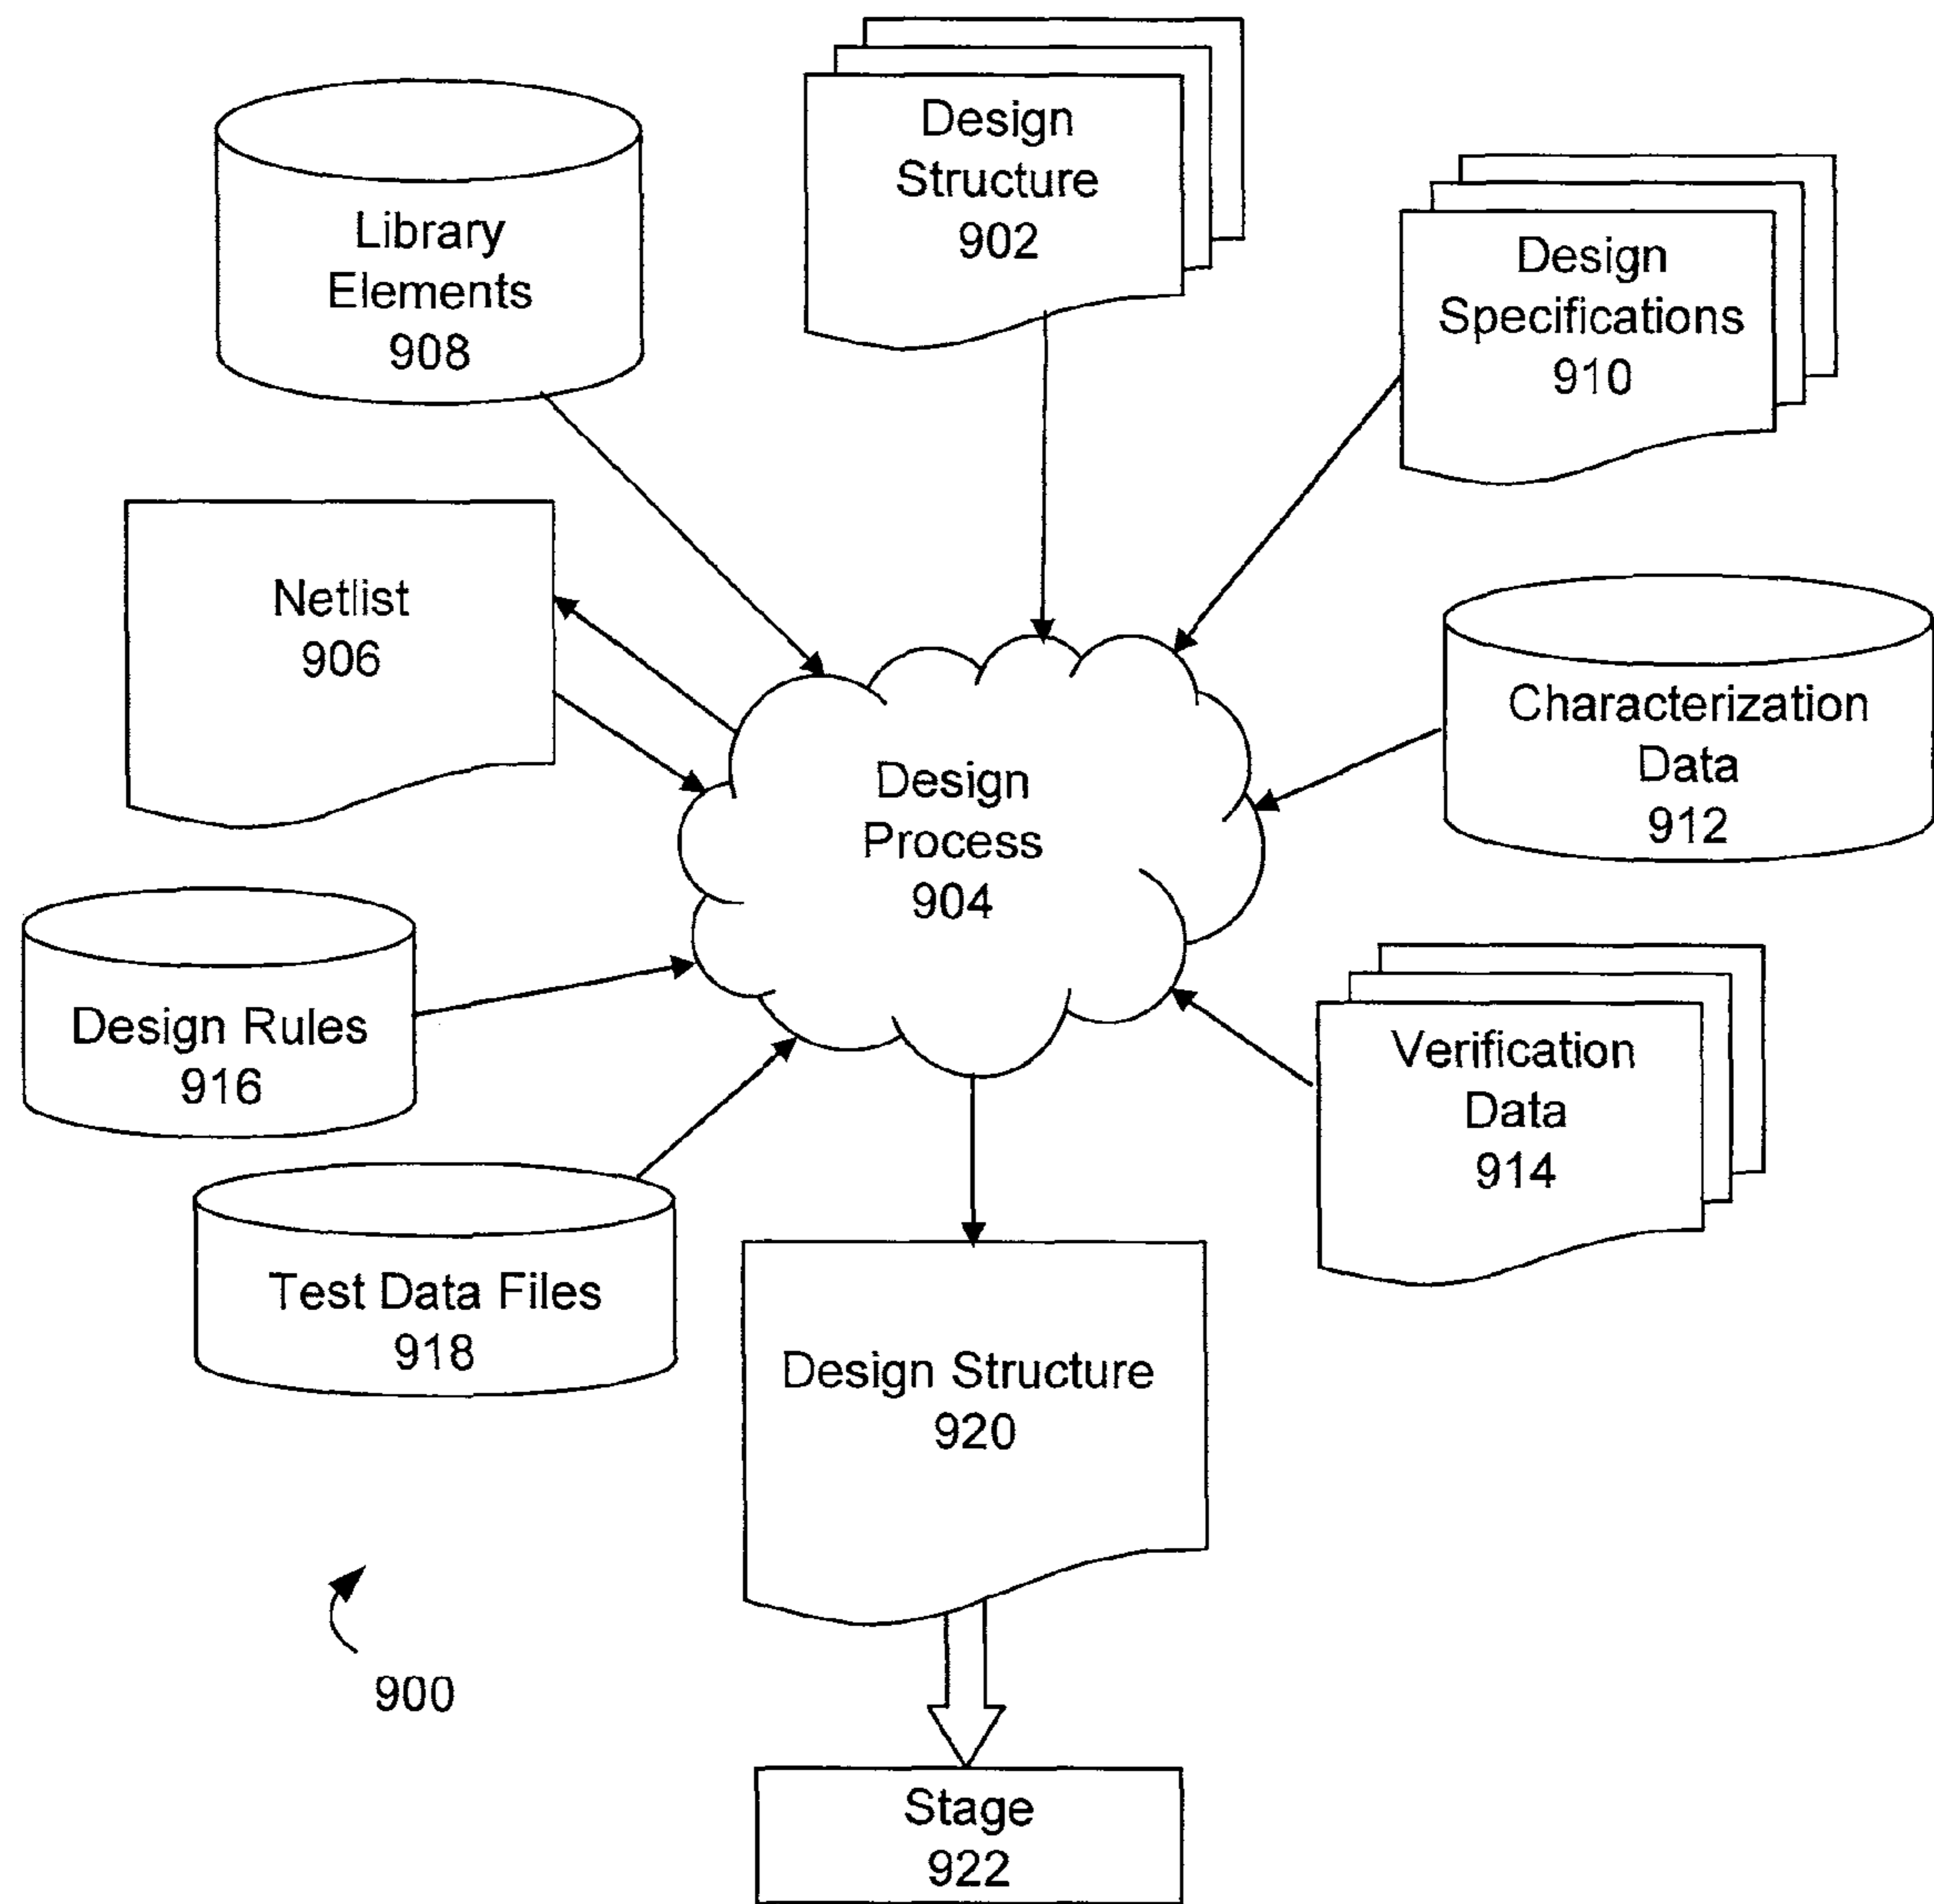 Design
Structure
902
Library
Elements
908
Design
Specifications
910
Netlist
906
Characterization
Data
912
Design
Process
904
Design Rules
916
Verification
Data
914
Test Data Files
918
Design Structure
920
900
Stage
922